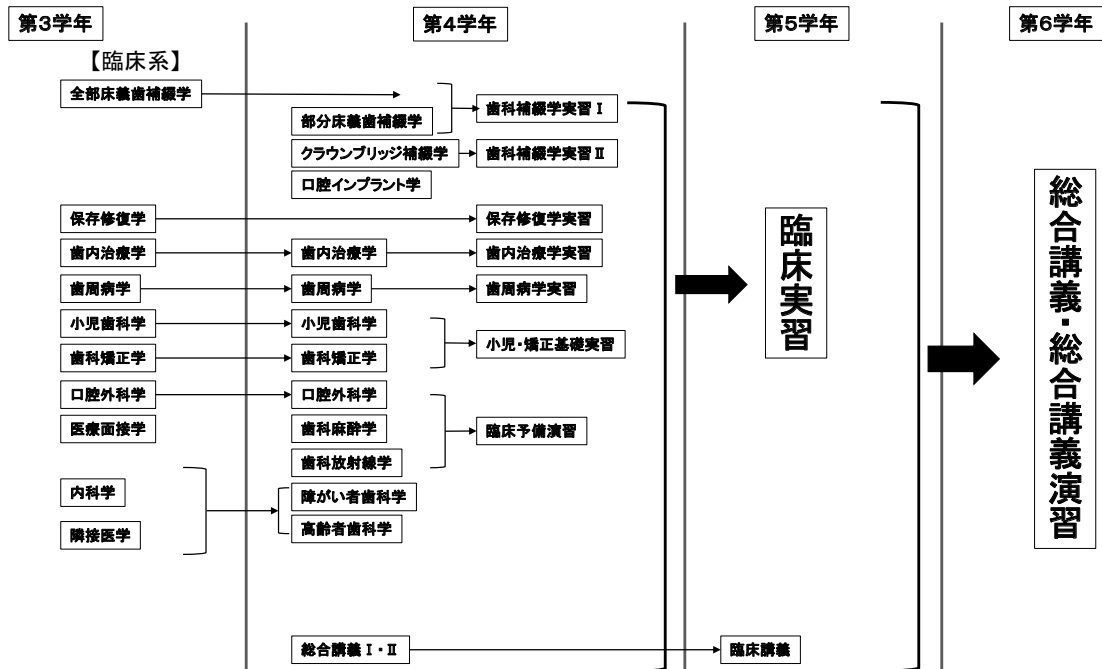 第3学年
第4学年
第5学年
第6学年
【臨床系】
全部床義歯補綴学
部分床義歯補綴学
歯科補綴学実習Ⅰ
クラウンブリッジ補綴学
歯科補綴学実習Ⅱ
口腔インプラント学
保存修復学
保存修復学実習
歯内治療学
歯内治療学
歯内治療学実習
歯周病学
歯周病学
歯周病学実習
小児歯科学
小児歯科学
小児・矯正基礎実習
歯科矯正学
歯科矯正学
口腔外科学
口腔外科学
医療面接学
歯科麻酔学
臨床予備演習
歯科放射線学
内科学
障がい者歯科学
隣接医学
高齢者歯科学
総合講義Ⅰ・Ⅱ
臨床講義
臨床実習
総合講義・総合講義演習